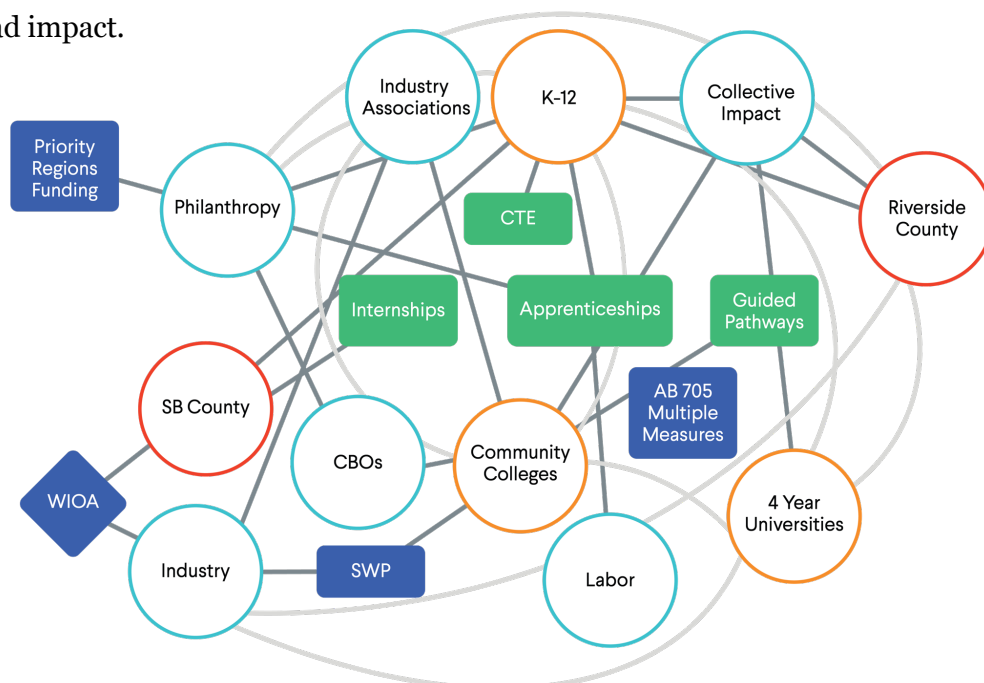 nd impact.
Industry
Associations
K-12
Collective
Impact
Priority
Regions
Funding
Philanthropy
CTE
Riverside
County
Internships
Apprenticeships
Guided
Pathways
SB County
AB 705
Multiple
Measures
CBOs
Community
Colleges
WIOA
4 Year
Universities
Industry
SWP
Labor